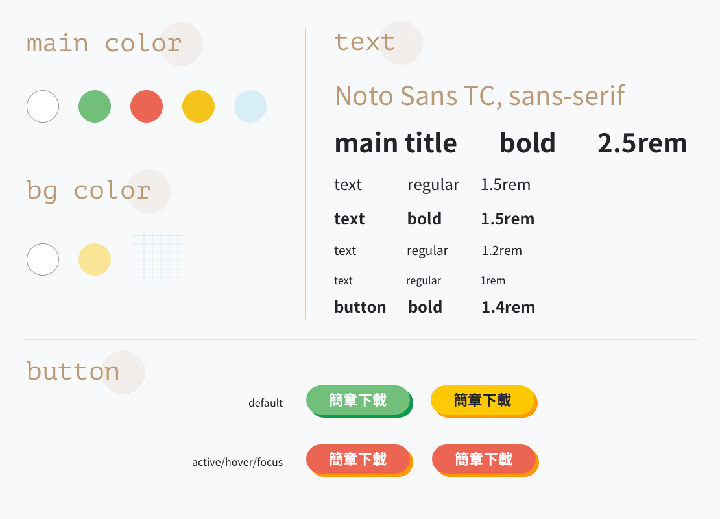 main color
bg color
text
Noto Sans TC, sans-serif
main title bold 2.5rem
text regular 1.5rem
text bold 1.5rem
text regular 1.2rem
text regular 1rem
button bold 1.4rem
button
default 簡章下載 簡章下載
active/hover/focus 簡章下載 簡章下載